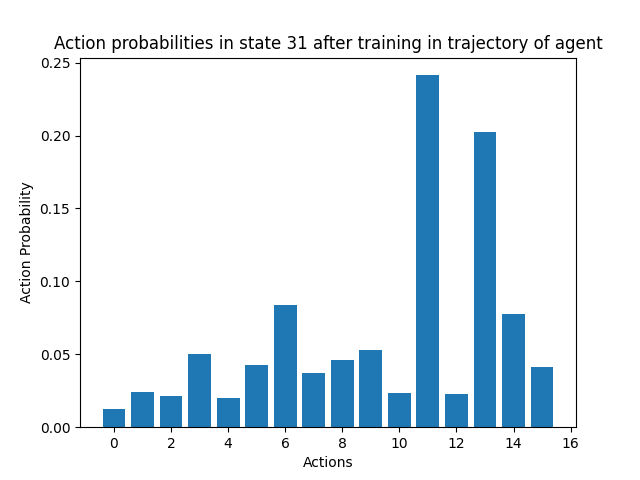 Action probabilities in state 31 after training in trajectory of agent
0.25
0.20
0.15
0.10
0.05
0.00
Action Probability
0 2 4 6 8 10 12 14 16
Actions